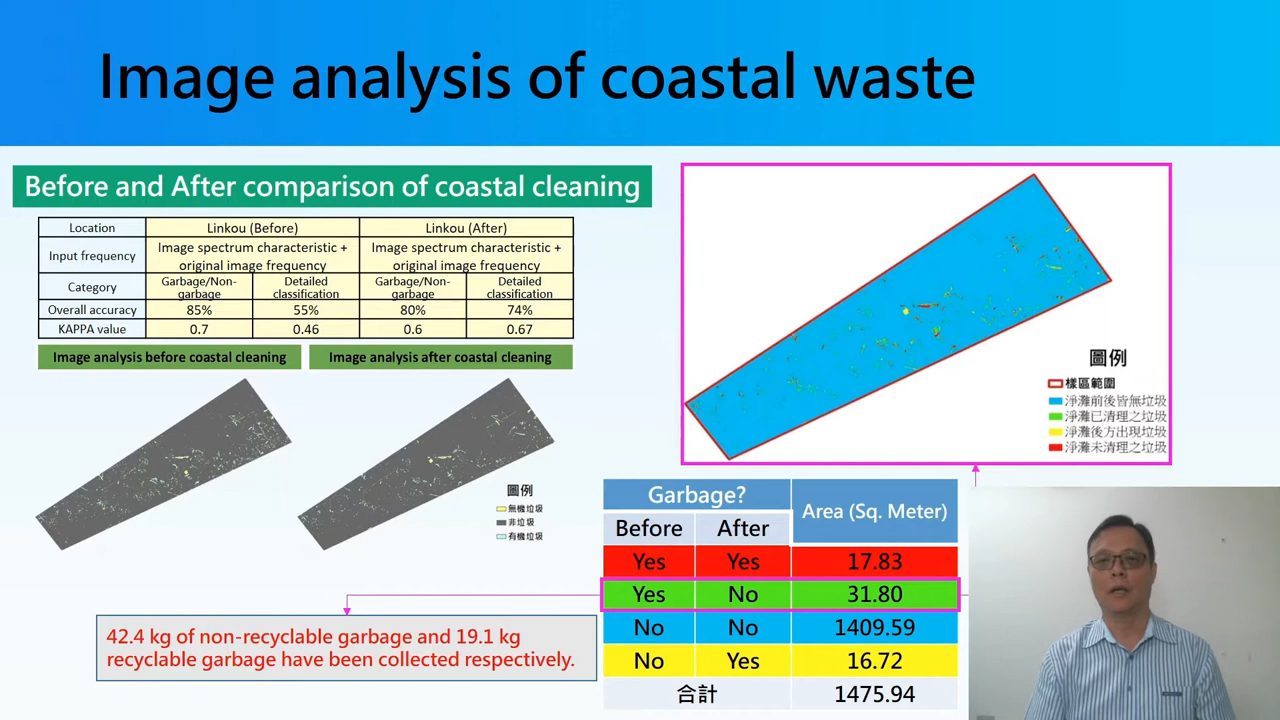 Image analysis of coastal waste
Before and After comparison of coastal cleaning
Location Linkou (Before) Linkou (After)
Input frequency Image spectrum characteristic + original image frequency Image spectrum characteristic + original image frequency
Category Garbage/Non-garbage Detailed classification Garbage/Non-garbage Detailed classification
Overall accuracy 85% 55% 80% 74%
KAPPA value 0.7 0.46 0.6 0.67
Image analysis before coastal cleaning Image analysis after coastal cleaning
圖例
無機垃圾
非垃圾
有機垃圾
圖例
樣區範圍
淨灘前後皆無垃圾
淨灘已清理之垃圾
淨灘後方出現垃圾
淨灘未清理之垃圾
Garbage? Area (Sq. Meter)
Before After
Yes Yes 17.83
Yes No 31.80
No No 1409.59
No Yes 16.72
合計 1475.94
42.4 kg of non-recyclable garbage and 19.1 kg
recyclable garbage have been collected respectively.